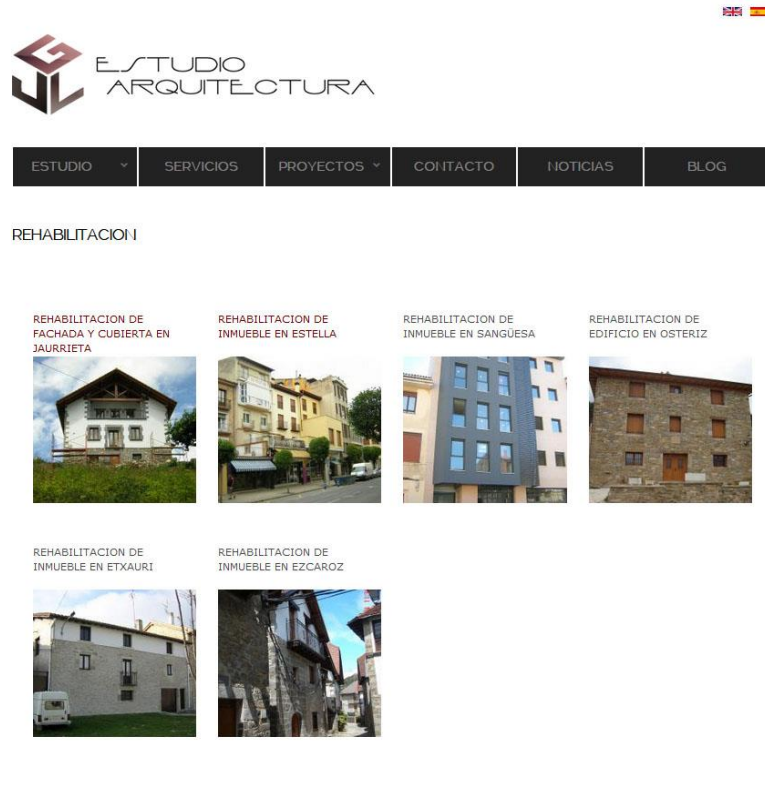 ESTUDIO
ARQUITECTURA
ESTUDIO SERVICIOS PROYECTOS CONTACTO NOTICIAS BLOG
REHABILITACION
REHABILITACION DE
FACHADA Y CUBIERTA EN
JAURRIETA
REHABILITACION DE
INMUEBLE EN ESTELLA
REHABILITACION DE
INMUEBLE EN SANGÜESA
REHABILITACION DE
EDIFICIO EN OSTERIZ
REHABILITACION DE
INMUEBLE EN ETXAURI
REHABILITACION DE
INMUEBLE EN EZCAROZ